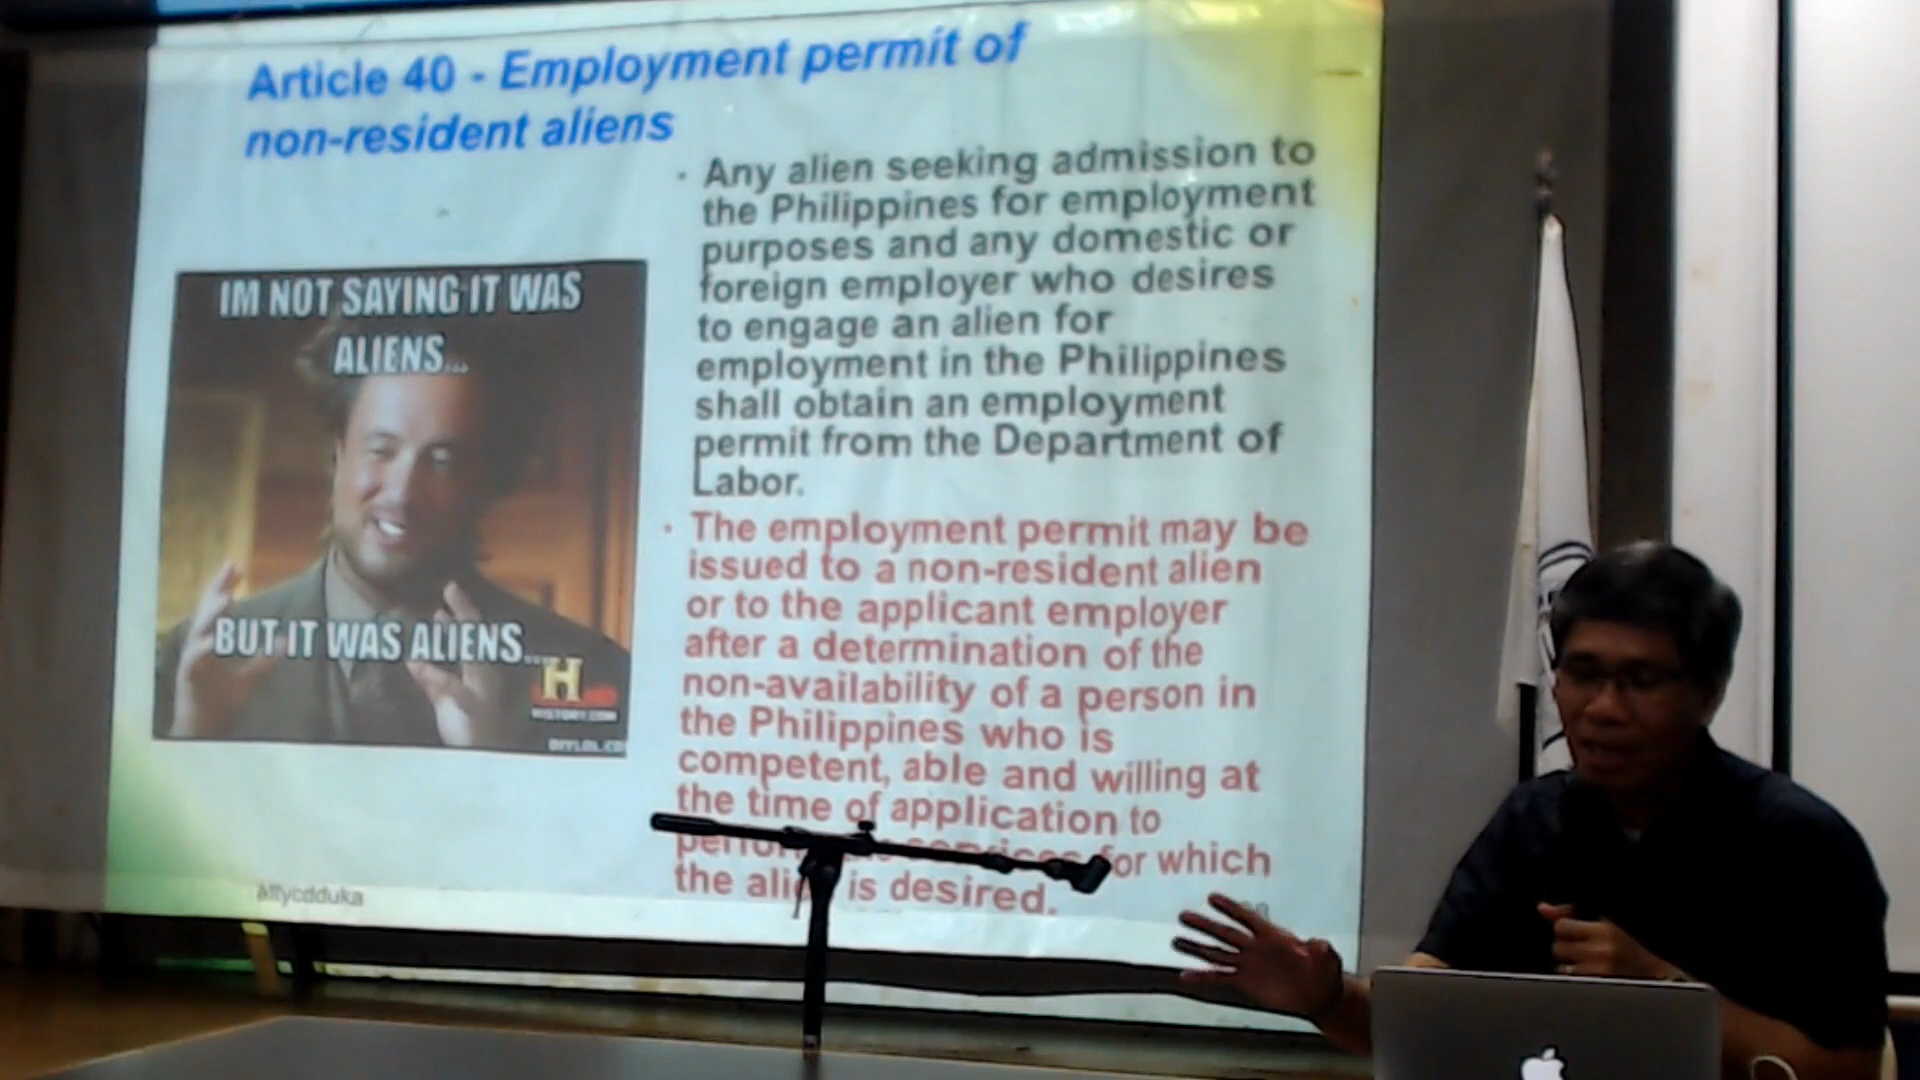 Article 40 - Employment permit of
non-resident aliens
IM NOT SAYING IT WAS
ALIENS...
BUT IT WAS ALIENS....
H
HISTORY.COM
• Any alien seeking admission to
the Philippines for employment
purposes and any domestic or
foreign employer who desires
to engage an alien for
employment in the Philippines
shall obtain an employment
permit from the Department of
Labor.
• The employment permit may be
issued to a non-resident alien
or to the applicant employer
after a determination of the
non-availability of a person in
the Philippines who is
competent, able and willing at
the time of application to
services for which
the alien is desired.
attycdduka